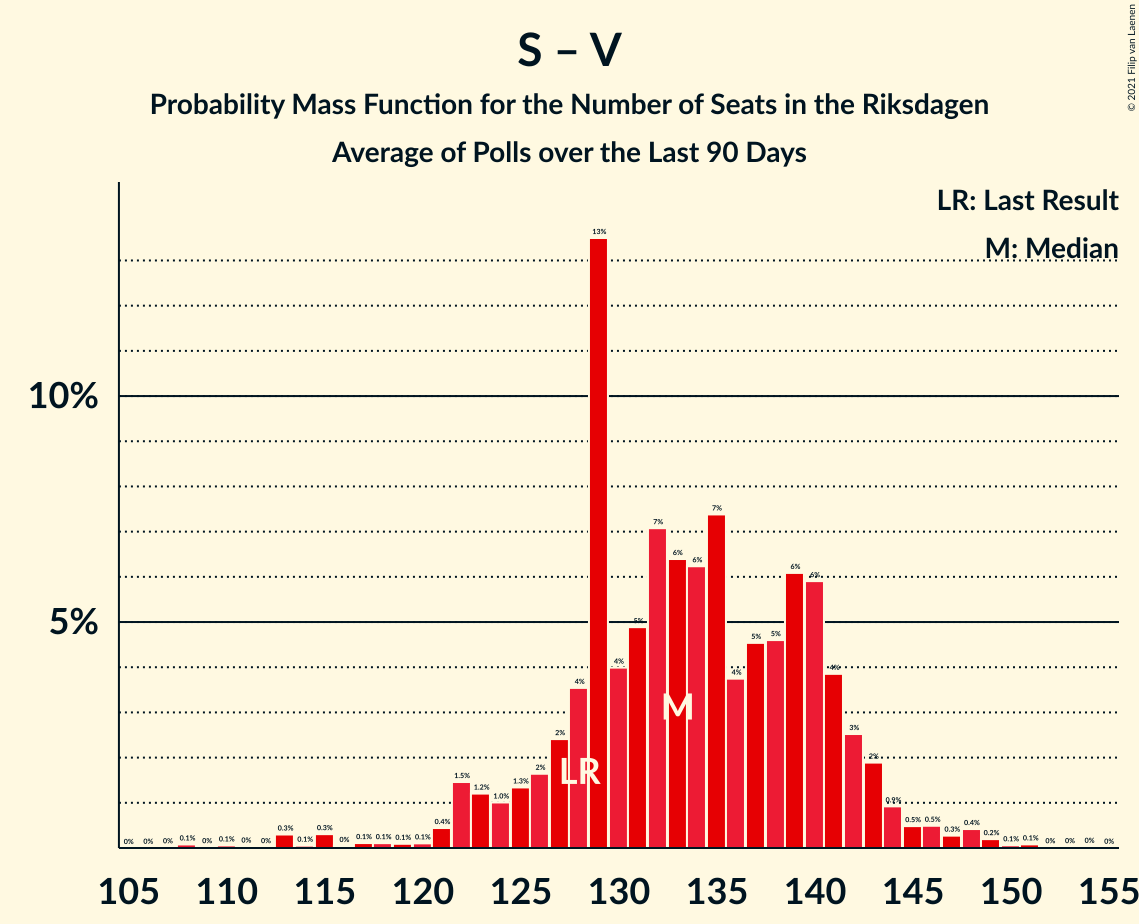 S – V
Probability Mass Function for the Number of Seats in the Riksdagen
Average of Polls over the Last 90 Days
© 2021 Filip van Laenen
LR: Last Result
M: Median
10%
5%
0% 0% 0% 0.1% 0% 0.1% 0% 0% 0.3% 0.1% 0.3% 0% 0.1% 0.1% 0.1% 0.1% 0.4% 1.5% 1.2% 1.0% 1.3% 2% 2% 4% 13% 4% 5% 7% 6% 6% 7% 4% 5% 5% 6% 6% 4% 3% 2% 0.9% 0.5% 0.5% 0.3% 0.4% 0.2% 0.1% 0.1% 0% 0% 0% 0%
M
LR
105 110 115 120 125 130 135 140 145 150 155